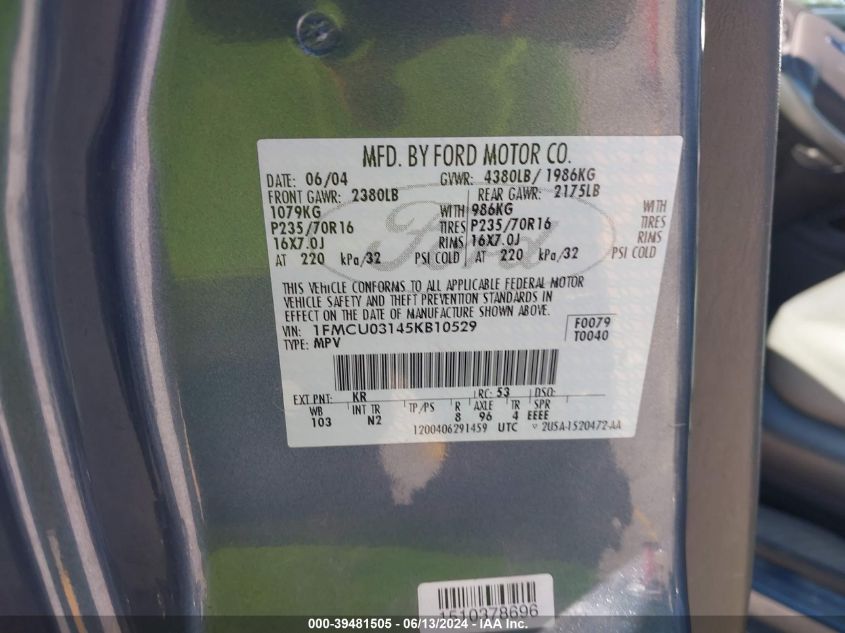 MFD. BY FORD MOTOR CO.
DATE: 06/04 GVWR: 4380LB/ 1986KG
FRONT GAWR: 2380LB REAR GAWR: 2175LB
1079KG WITH 986KG WITH
P235/70R16 TIRES P235/70R16 TIRES
16X7.0J RIMS 16X7.0J RIMS
AT 220 kPa/32 PSI COLD AT 220 kPa/32 PSI COLD
Ford
THIS VEHICLE CONFORMS TO ALL APPLICABLE FEDERAL MOTOR
VEHICLE SAFETY AND THEFT PREVENTION STANDARDS IN
EFFECT ON THE DATE OF MANUFACTURE SHOWN ABOVE.
VIN: 1FMCU03145KB10529 F0079
TYPE: MPV T0040
EXT PNT: KR RC: 53 DSO:
WB INT TR TP/PS R AXLE TR SPR
103 N2 8 96 4 EEEE
1200406291459 UTC 2U5A-1520472-AA
1510378696
000-39481505 - 06/13/2024 - IAA Inc.